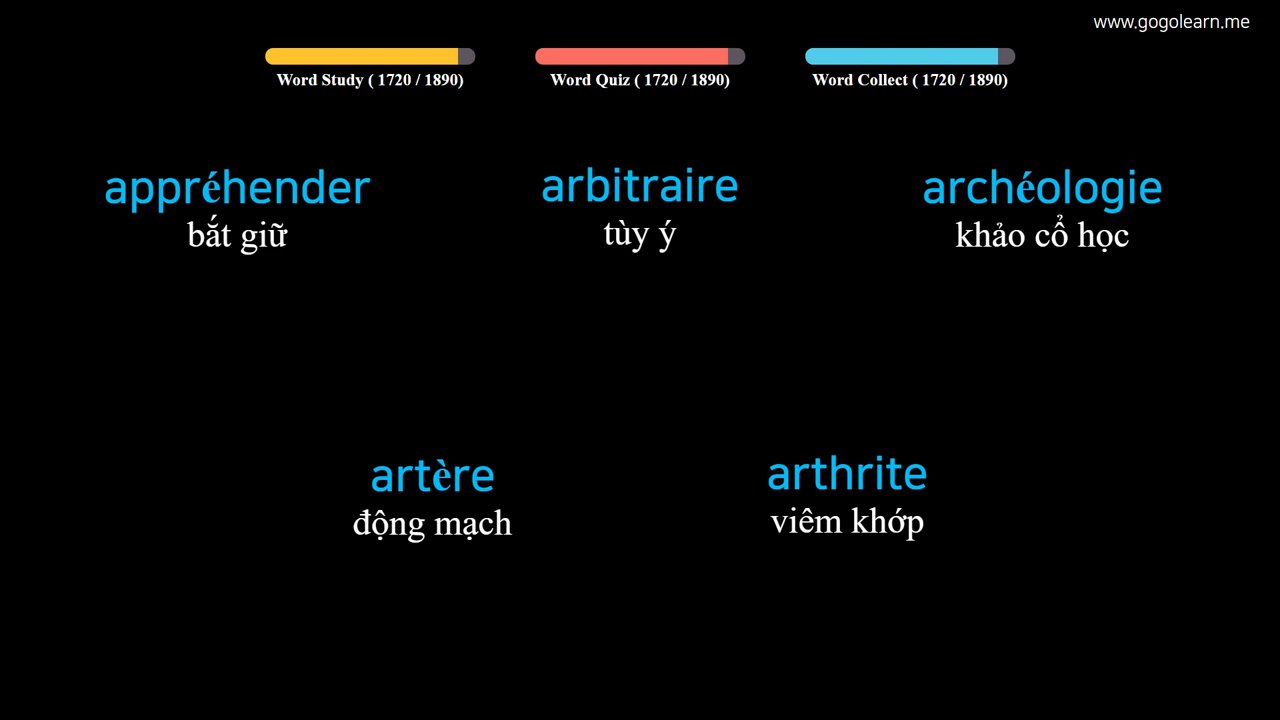 www.gogolearn.me
Word Study ( 1720 / 1890)
Word Quiz ( 1720 / 1890)
Word Collect ( 1720 / 1890)
appréhender
bắt giữ
arbitraire
tùy ý
archéologie
khảo cổ học
artère
động mạch
arthrite
viêm khớp